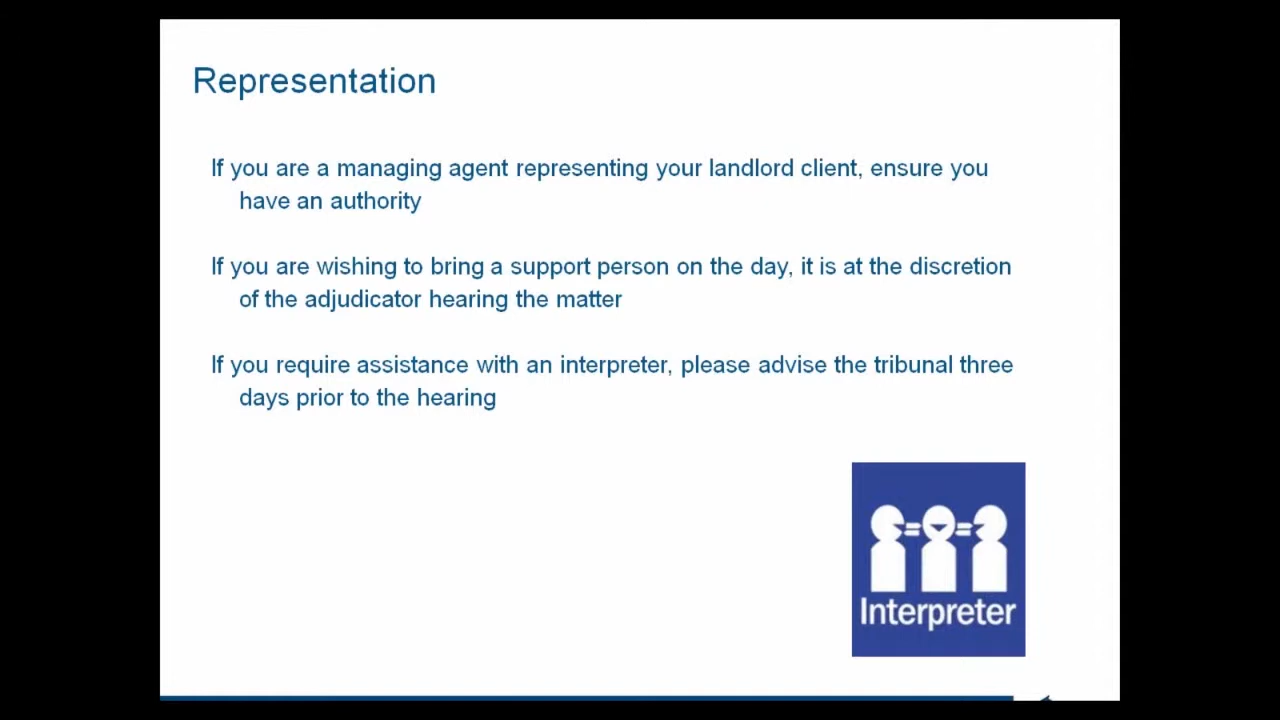 Representation
If you are a managing agent representing your landlord client, ensure you
have an authority
If you are wishing to bring a support person on the day, it is at the discretion
of the adjudicator hearing the matter
If you require assistance with an interpreter, please advise the tribunal three
days prior to the hearing
Interpreter